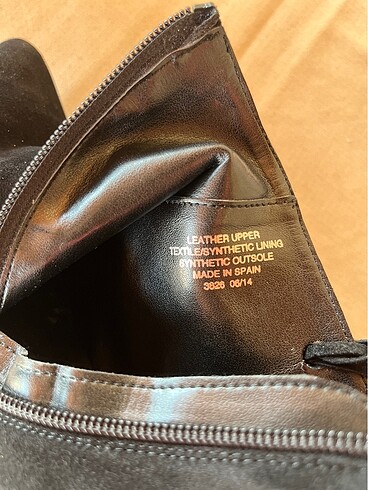 LEATHER UPPER
TEXTILE/SYNTHETIC LINING
SYNTHETIC OUTSOLE
MADE IN SPAIN
3626 06/14